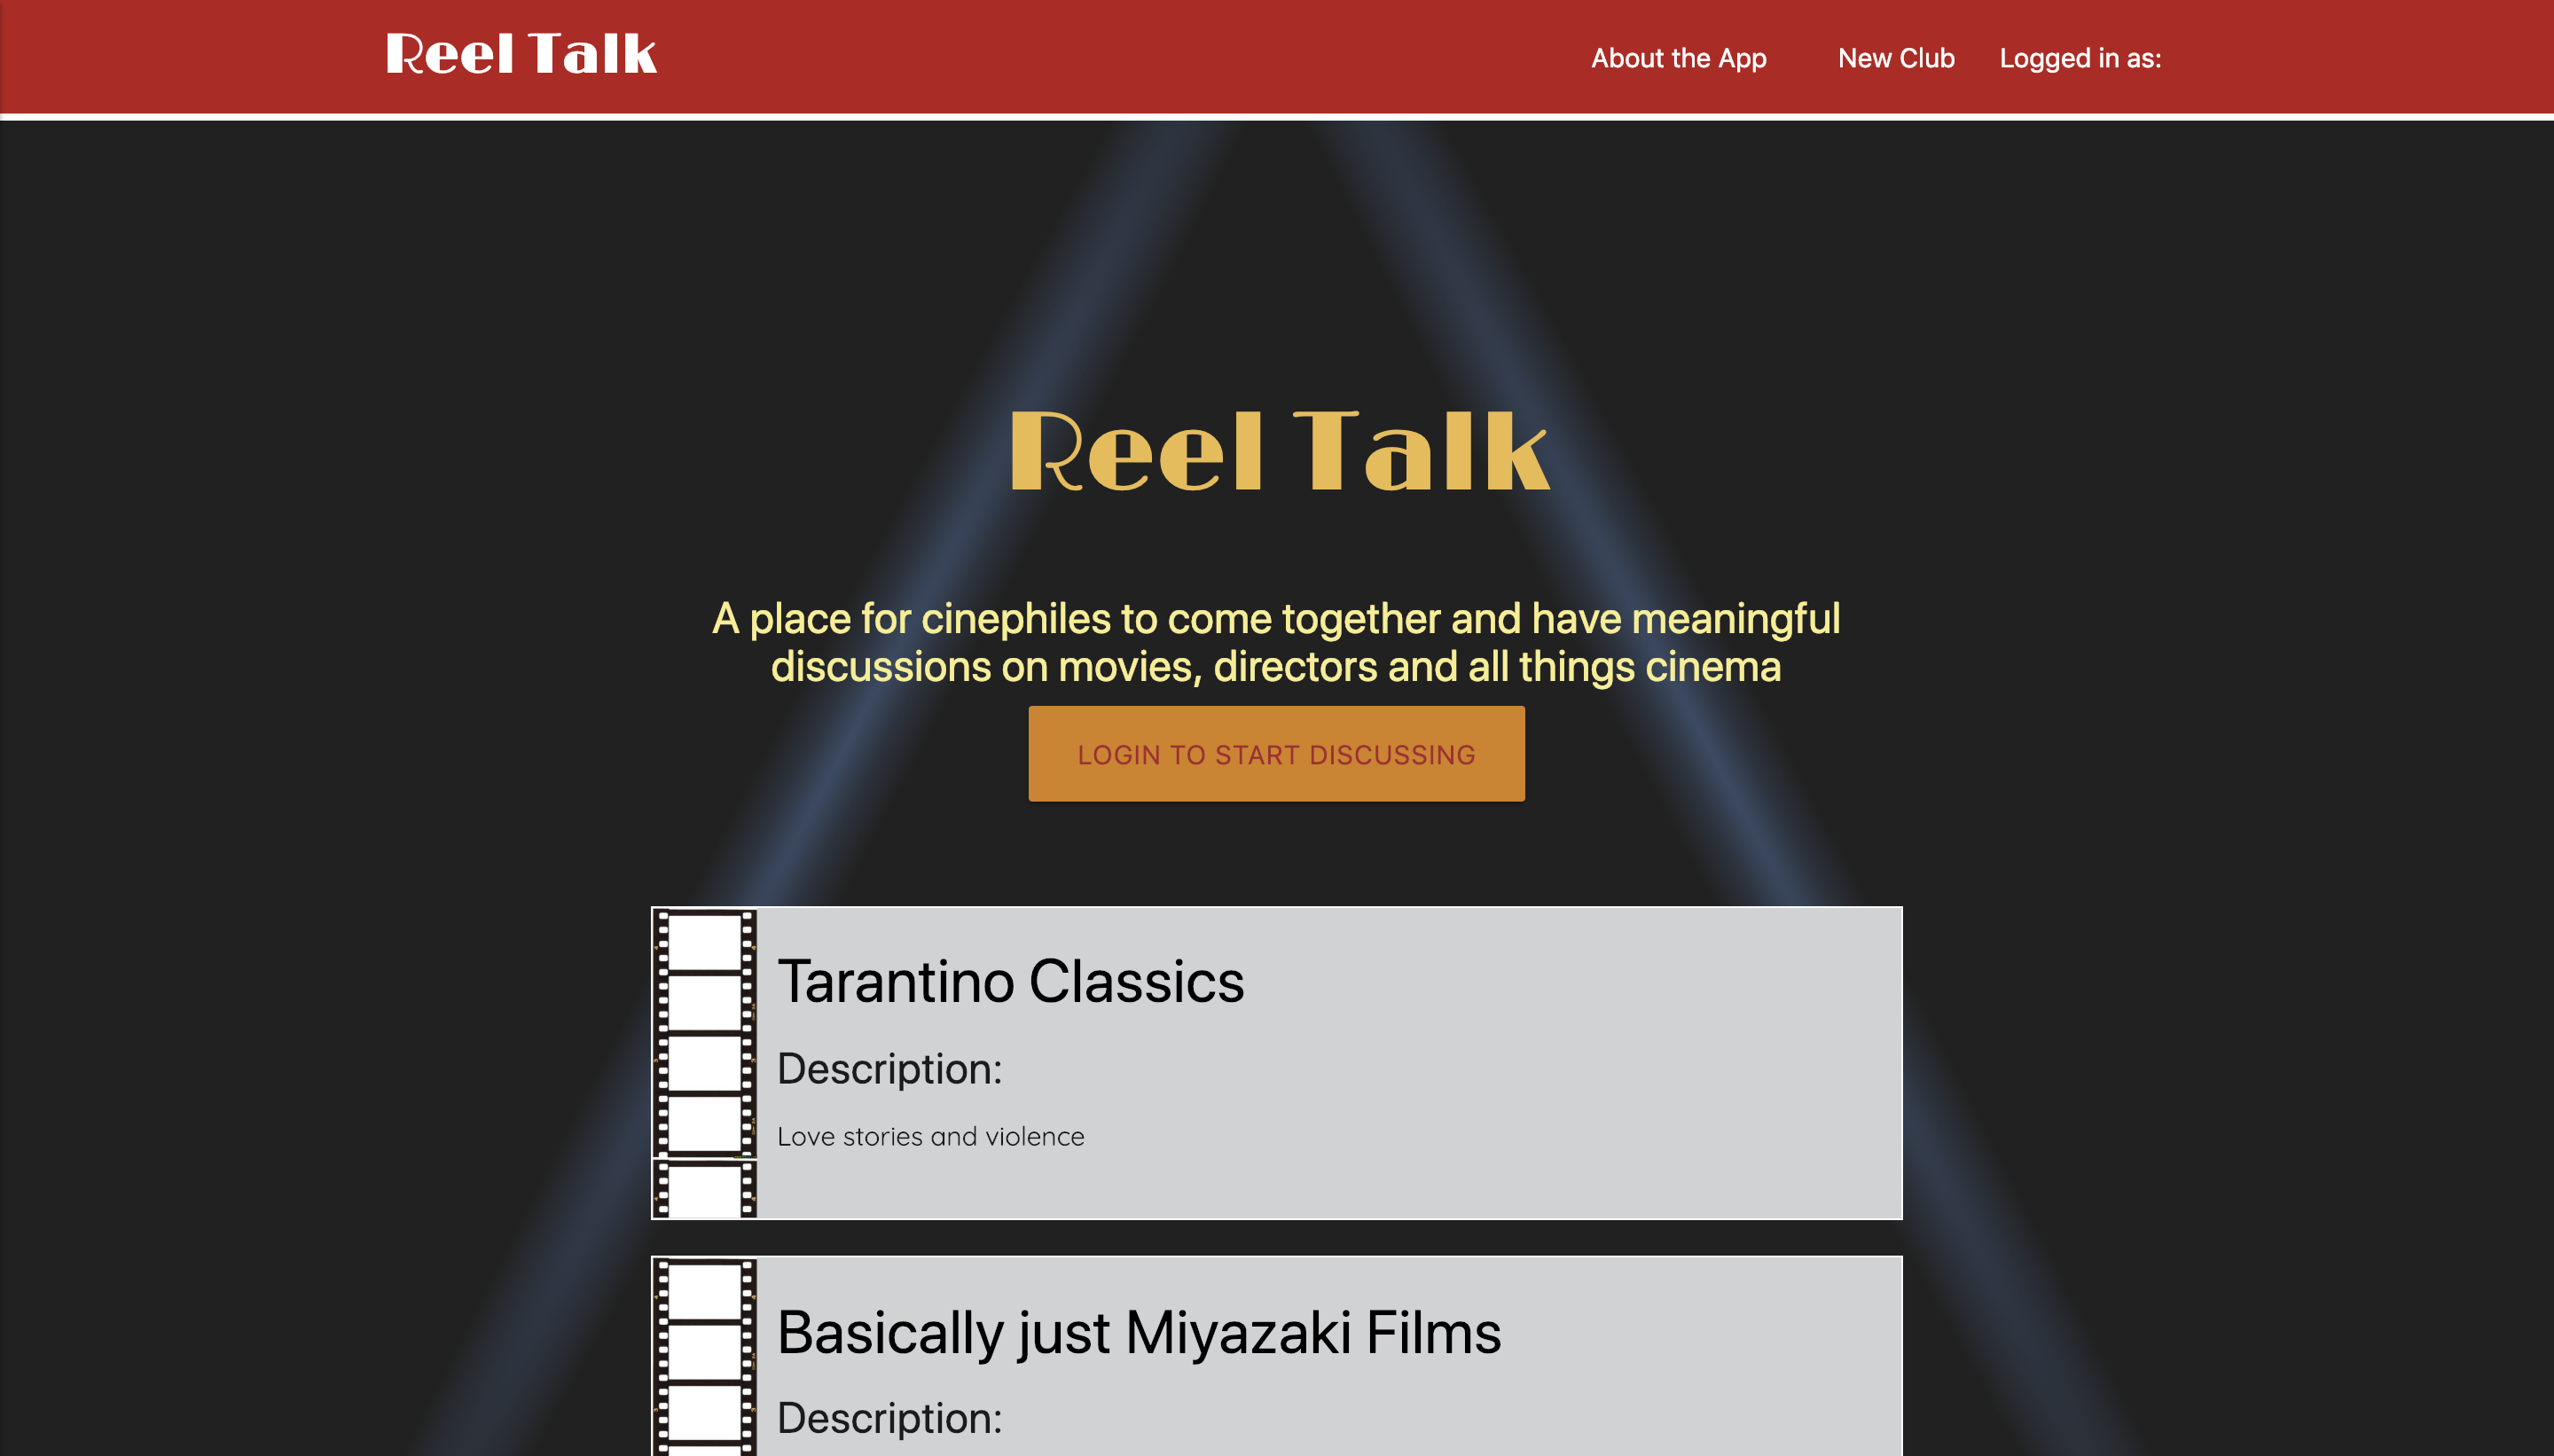 Reel Talk
About the App
New Club
Logged in as:
Reel Talk
A place for cinephiles to come together and have meaningful
discussions on movies, directors and all things cinema
LOGIN TO START DISCUSSING
Tarantino Classics
Description:
Love stories and violence
Basically just Miyazaki Films
Description: